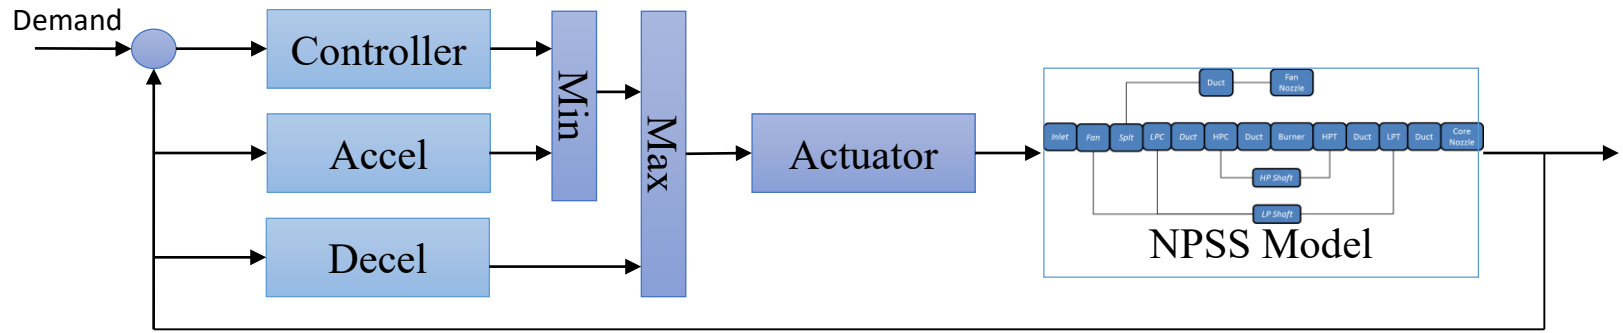 Demand
Controller
Min
Max
Accel
Decel
Actuator
Duct
Fan
Nozzle
Inlet
Fan
Splt
LPC
Duct
HPC
Duct
Burner
HPT
Duct
LPT
Duct
Core
Nozzle
HP Shaft
LP Shaft
NPSS Model